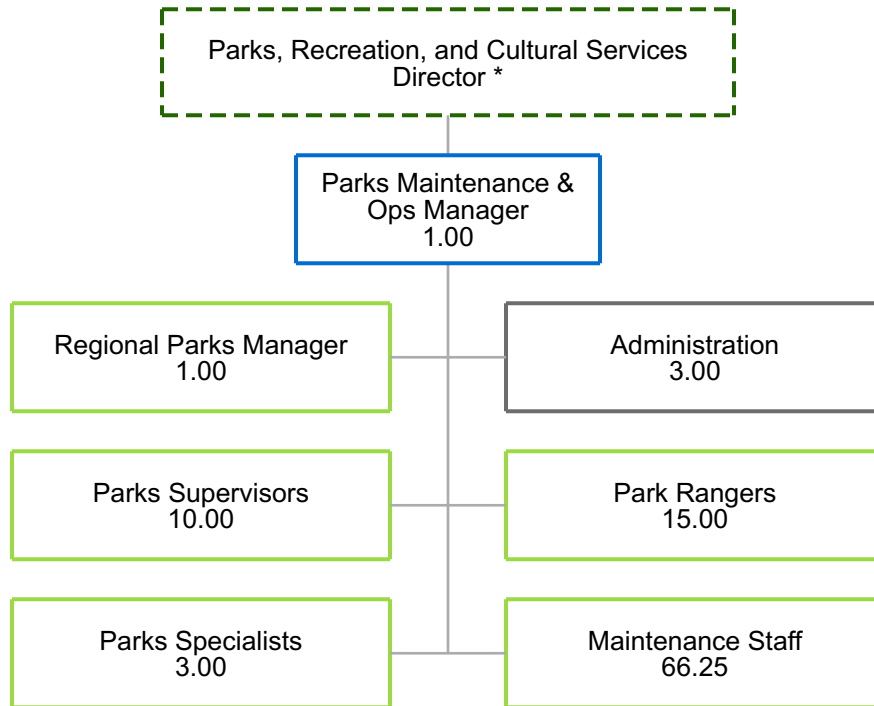 Parks, Recreation, and Cultural Services
Director *
Parks Maintenance &
Ops Manager
1.00
Regional Parks Manager
1.00
Administration
3.00
Parks Supervisors
10.00
Park Rangers
15.00
Parks Specialists
3.00
Maintenance Staff
66.25